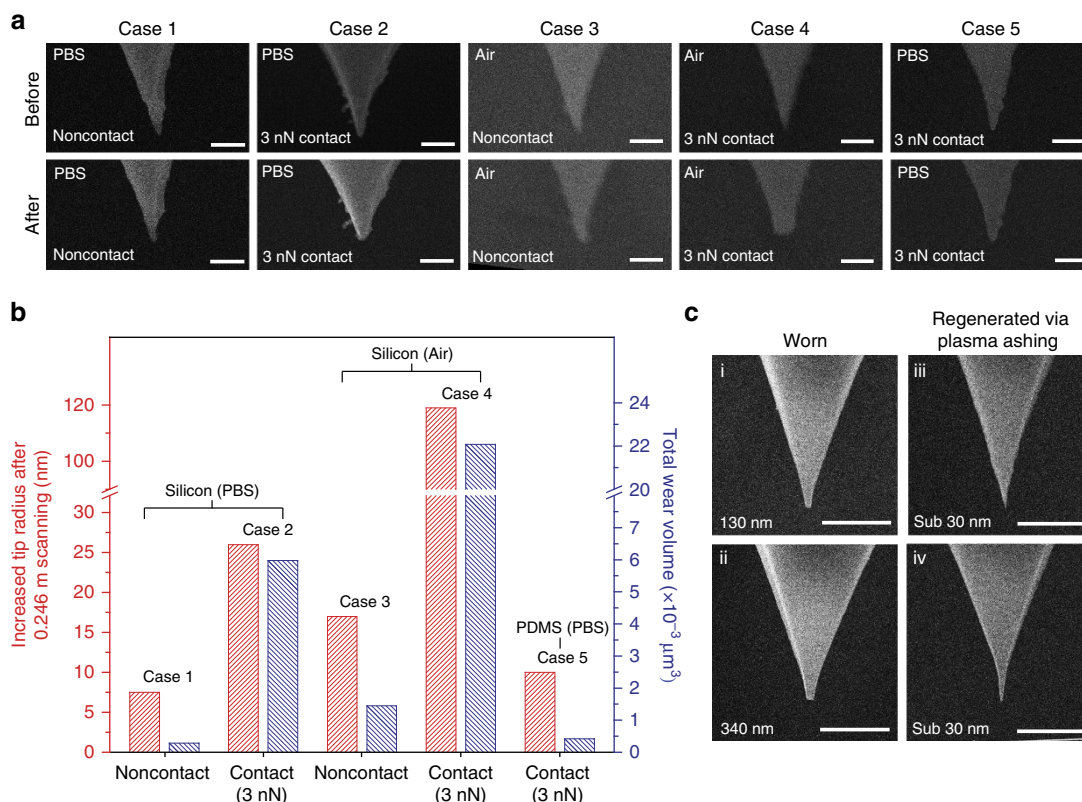 a
Case 1
Case 2
Case 3
Case 4
Case 5
Before
PBS
Noncontact
PBS
3 nN contact
Air
Noncontact
Air
3 nN contact
PBS
3 nN contact
After
PBS
Noncontact
PBS
3 nN contact
Air
Noncontact
Air
3 nN contact
PBS
3 nN contact
b
Increased tip radius after
0.246 m scanning (nm)
120
100
30
25
20
15
10
5
0
Silicon (PBS)
Silicon (Air)
PDMS (PBS)
Case 1
Case 2
Case 3
Case 4
Case 5
24
22
20
7
6
5
4
3
2
1
0
Total wear volume (×10⁻³ μm³)
Noncontact
Contact
(3 nN)
Noncontact
Contact
(3 nN)
Contact
(3 nN)
c
Worn
Regenerated via
plasma ashing
i
130 nm
iii
Sub 30 nm
ii
340 nm
iv
Sub 30 nm